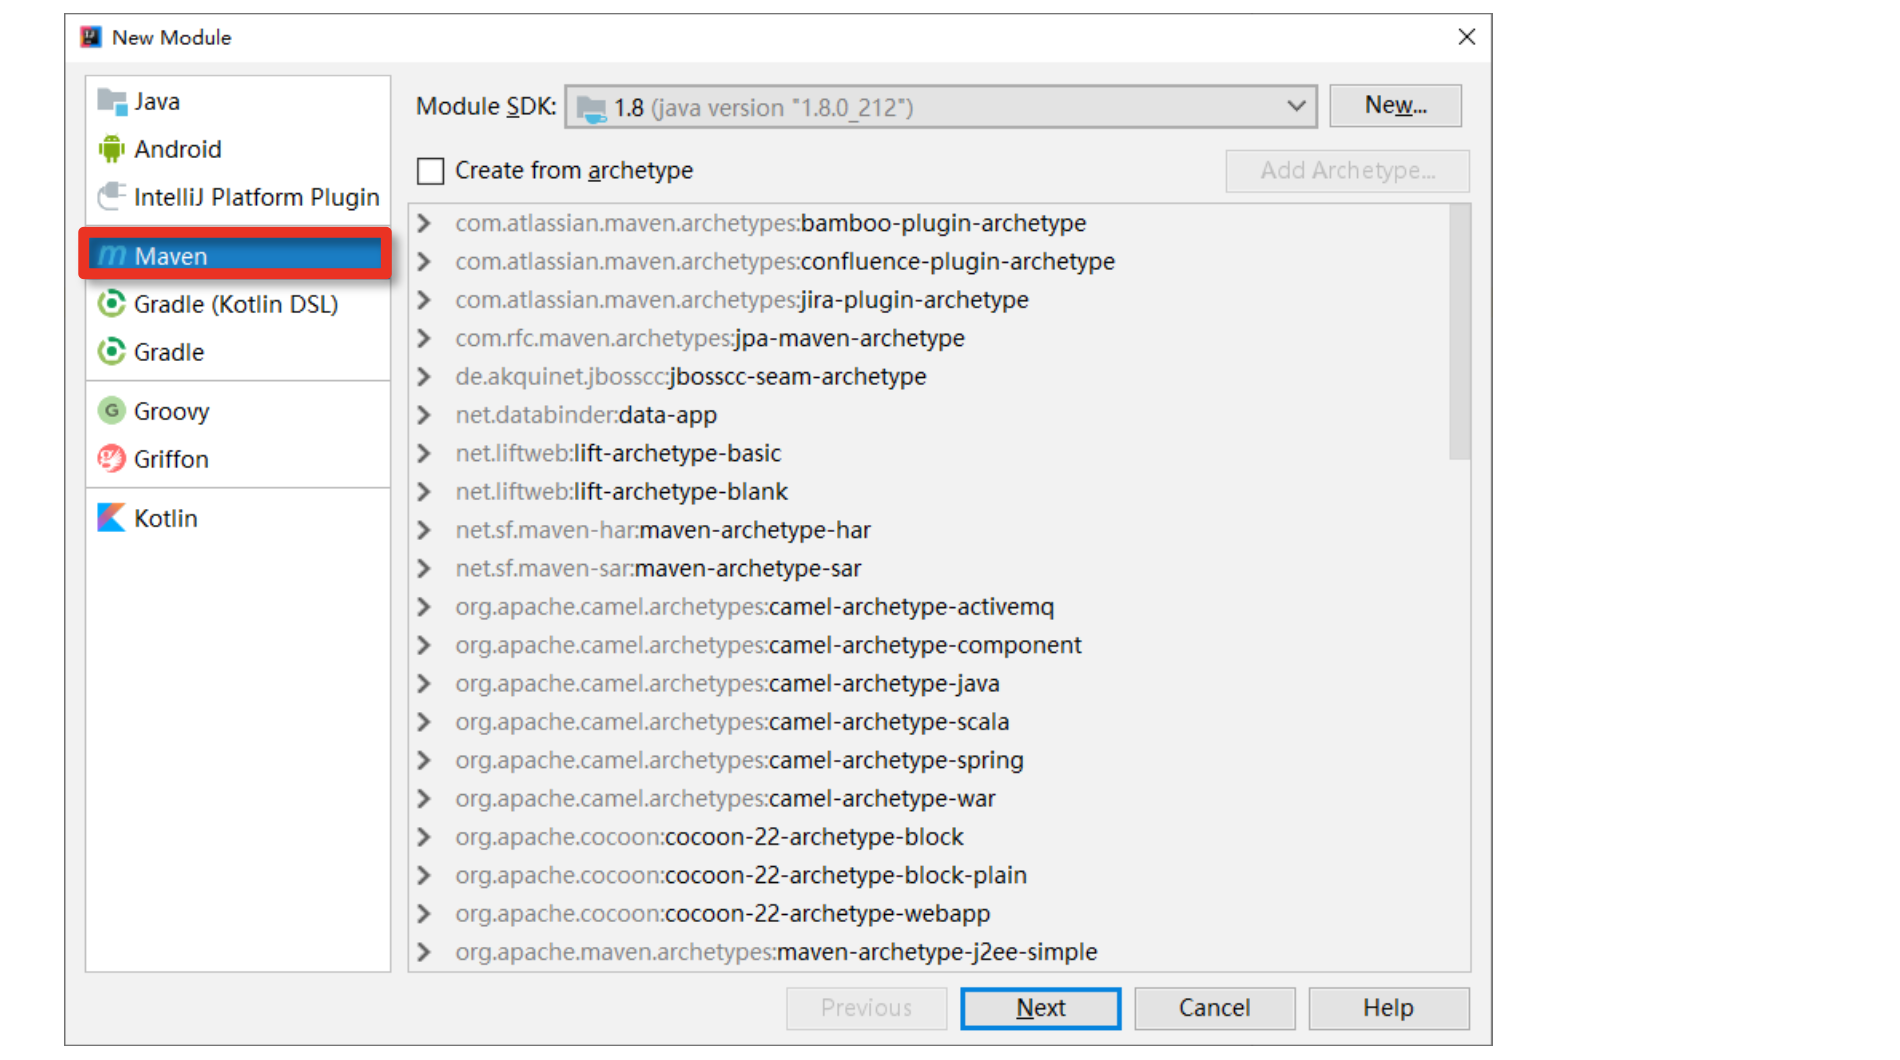 New Module
Java
Android
IntelliJ Platform Plugin
Maven
Gradle (Kotlin DSL)
Gradle
Groovy
Griffon
Kotlin
Module SDK: 1.8 (java version "1.8.0_212") New...
Create from archetype Add Archetype...
com.atlassian.maven.archetypes:bamboo-plugin-archetype
com.atlassian.maven.archetypes:confluence-plugin-archetype
com.atlassian.maven.archetypes:jira-plugin-archetype
com.rfc.maven.archetypes:jpa-maven-archetype
de.akquinet.jbosscc:jbosscc-seam-archetype
net.databinder:data-app
net.liftweb:lift-archetype-basic
net.liftweb:lift-archetype-blank
net.sf.maven-har:maven-archetype-har
net.sf.maven-sar:maven-archetype-sar
org.apache.camel.archetypes:camel-archetype-activemq
org.apache.camel.archetypes:camel-archetype-component
org.apache.camel.archetypes:camel-archetype-java
org.apache.camel.archetypes:camel-archetype-scala
org.apache.camel.archetypes:camel-archetype-spring
org.apache.camel.archetypes:camel-archetype-war
org.apache.cocoon:cocoon-22-archetype-block
org.apache.cocoon:cocoon-22-archetype-block-plain
org.apache.cocoon:cocoon-22-archetype-webapp
org.apache.maven.archetypes:maven-archetype-j2ee-simple
Previous Next Cancel Help